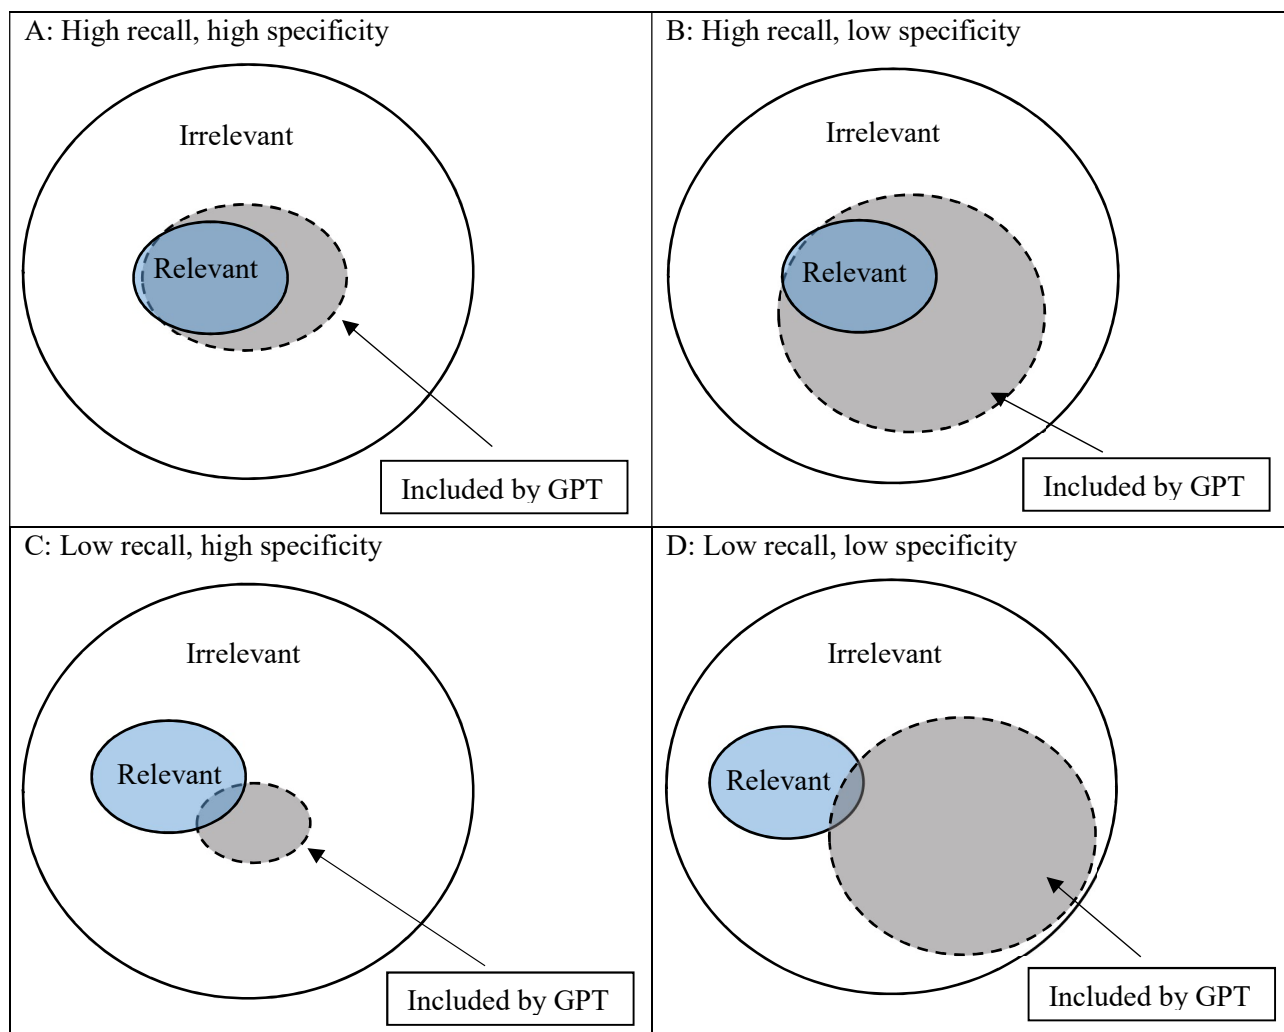 A: High recall, high specificity
Irrelevant
Relevant
Included by GPT
B: High recall, low specificity
Irrelevant
Relevant
Included by GPT
C: Low recall, high specificity
Irrelevant
Relevant
Included by GPT
D: Low recall, low specificity
Irrelevant
Relevant
Included by GPT